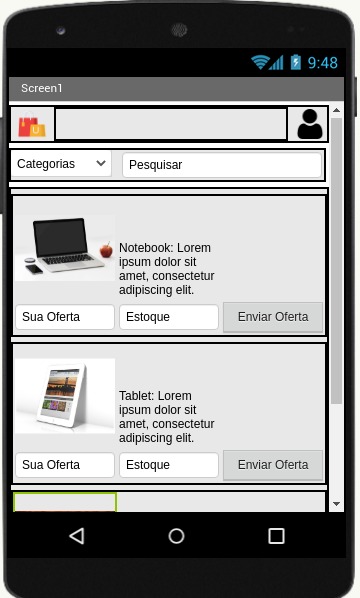 9:48
Screen1
U
Categorias
Pesquisar
Notebook: Lorem
ipsum dolor sit
amet, consectetur
adipiscing elit.
Sua Oferta
Estoque
Enviar Oferta
Tablet: Lorem
ipsum dolor sit
amet, consectetur
adipiscing elit.
Sua Oferta
Estoque
Enviar Oferta